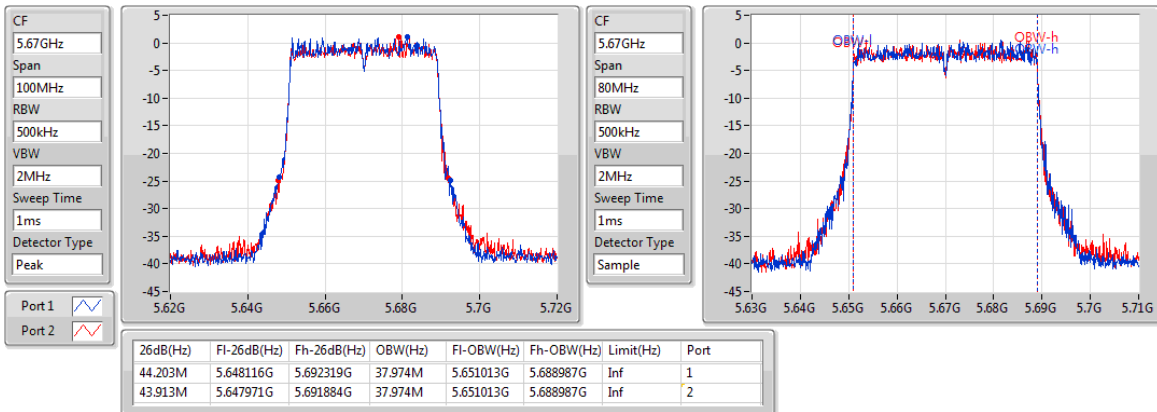 CF
5.67GHz
Span
100MHz
RBW
500kHz
VBW
2MHz
Sweep Time
1ms
Detector Type
Peak
Port 1
Port 2
5
0
-5
-10
-15
-20
-25
-30
-35
-40
-45
5.62G 5.64G 5.66G 5.68G 5.7G 5.72G
CF
5.67GHz
Span
80MHz
RBW
500kHz
VBW
2MHz
Sweep Time
1ms
Detector Type
Sample
5
0
-5
-10
-15
-20
-25
-30
-35
-40
-45
OBW-l
OBW-h
OBW-h
5.63G 5.64G 5.65G 5.66G 5.67G 5.68G 5.69G 5.7G 5.71G
26dB(Hz) Fl-26dB(Hz) Fh-26dB(Hz) OBW(Hz) Fl-OBW(Hz) Fh-OBW(Hz) Limit(Hz) Port
44.203M 5.648116G 5.692319G 37.974M 5.651013G 5.688987G Inf 1
43.913M 5.647971G 5.691884G 37.974M 5.651013G 5.688987G Inf 2